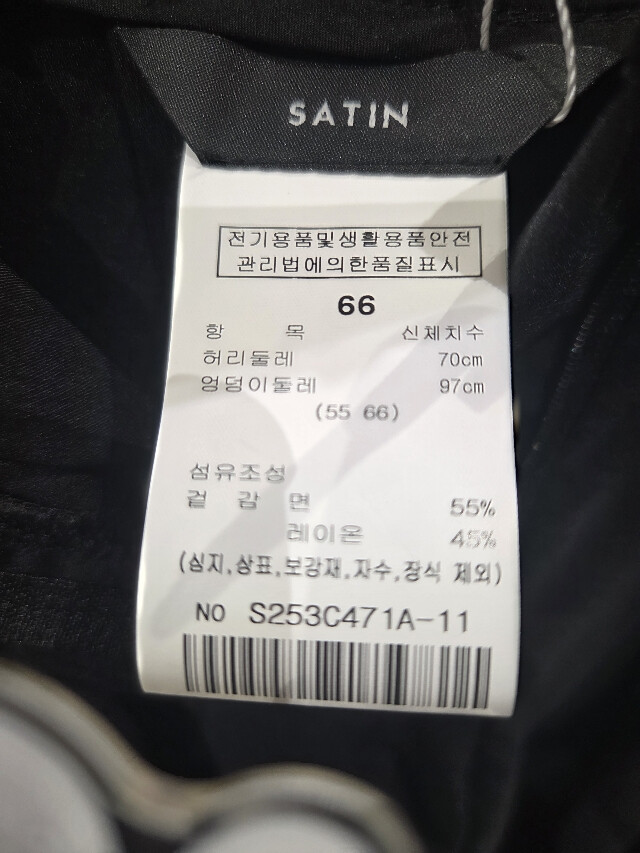 SATIN
전기용품및생활용품안전
관리법에의한품질표시
66
항 목 신체치수
허리둘레 70cm
엉덩이둘레 97cm
(55 66)
섬유조성
겉 감 면 55%
레이온 45%
(심지,상표,보강재,자수,장식 제외)
NO S253C471A-11